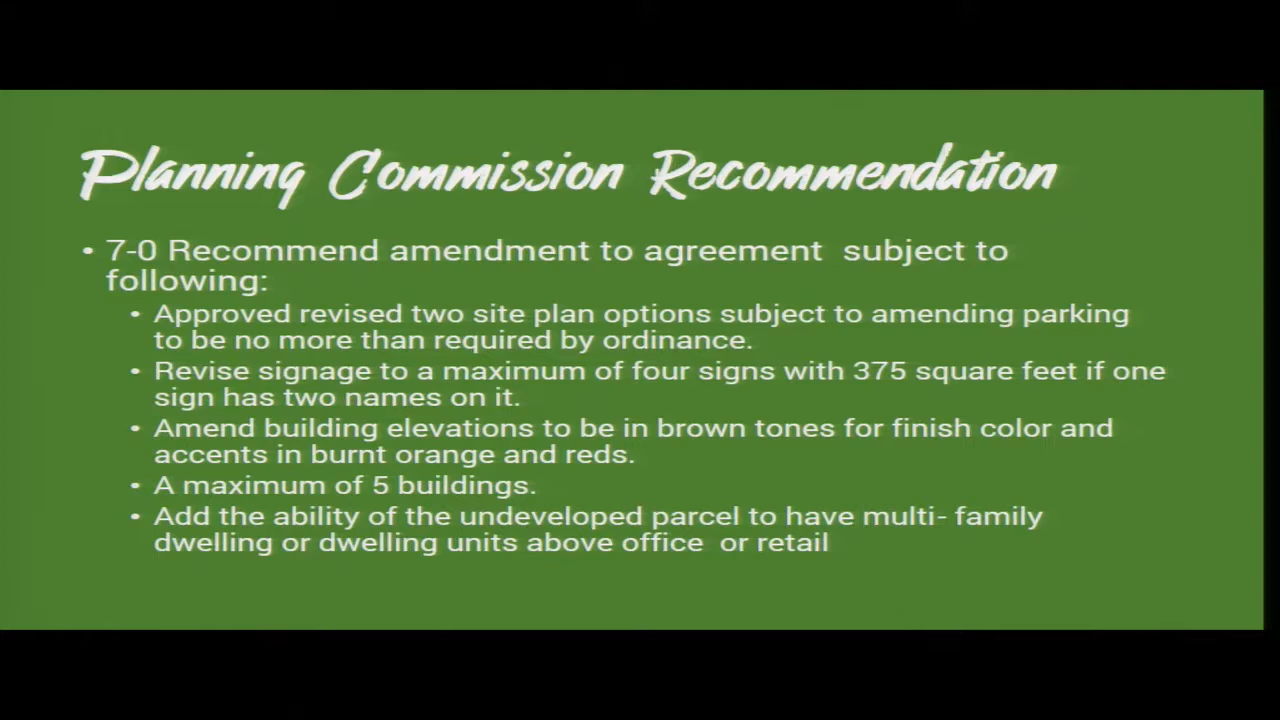 Planning Commission Recommendation
• 7-0 Recommend amendment to agreement  subject to
following:
• Approved revised two site plan options subject to amending parking
to be no more than required by ordinance.
• Revise signage to a maximum of four signs with 375 square feet if one
sign has two names on it.
• Amend building elevations to be in brown tones for finish color and
accents in burnt orange and reds.
• A maximum of 5 buildings.
• Add the ability of the undeveloped parcel to have multi- family
dwelling or dwelling units above office  or retail